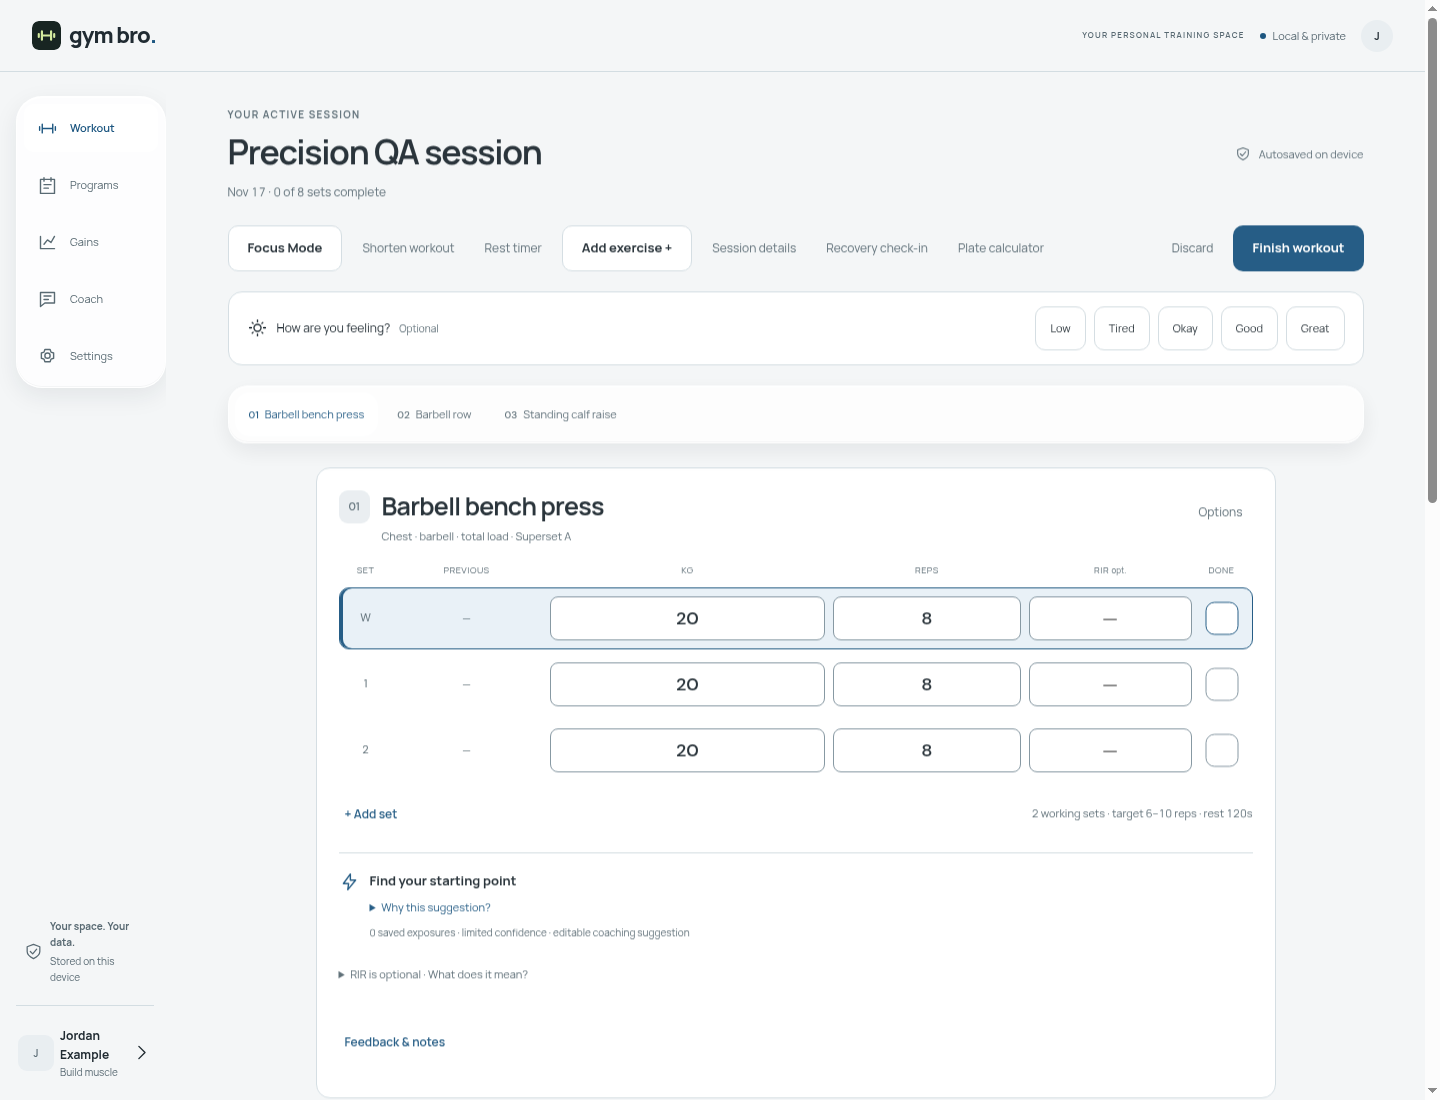 gym bro.
YOUR PERSONAL TRAINING SPACE
Local & private
J
Workout
Programs
Gains
Coach
Settings
Your space. Your
data.
Stored on this
device
J
Jordan
Example
Build muscle
YOUR ACTIVE SESSION
Precision QA session
Autosaved on device
Nov 17 · 0 of 8 sets complete
Focus Mode Shorten workout Rest timer Add exercise + Session details Recovery check-in Plate calculator Discard Finish workout
How are you feeling? Optional Low Tired Okay Good Great
01 Barbell bench press 02 Barbell row 03 Standing calf raise
01 Barbell bench press
Options
Chest · barbell · total load · Superset A
SET PREVIOUS KG REPS RIR opt. DONE
W – 20 8 —
1 – 20 8 —
2 – 20 8 —
+ Add set 2 working sets · target 6–10 reps · rest 120s
Find your starting point
Why this suggestion?
0 saved exposures · limited confidence · editable coaching suggestion
RIR is optional · What does it mean?
Feedback & notes